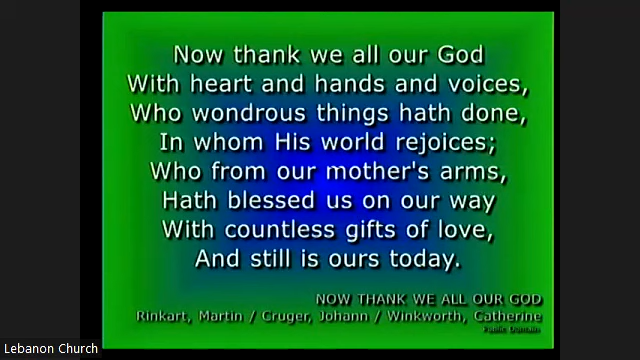 Now thank we all our God
With heart and hands and voices,
Who wondrous things hath done,
In whom His world rejoices;
Who from our mother's arms,
Hath blessed us on our way
With countless gifts of love,
And still is ours today.
NOW THANK WE ALL OUR GOD
Rinkart, Martin / Cruger, Johann / Winkworth, Catherine
Public Domain
Lebanon Church